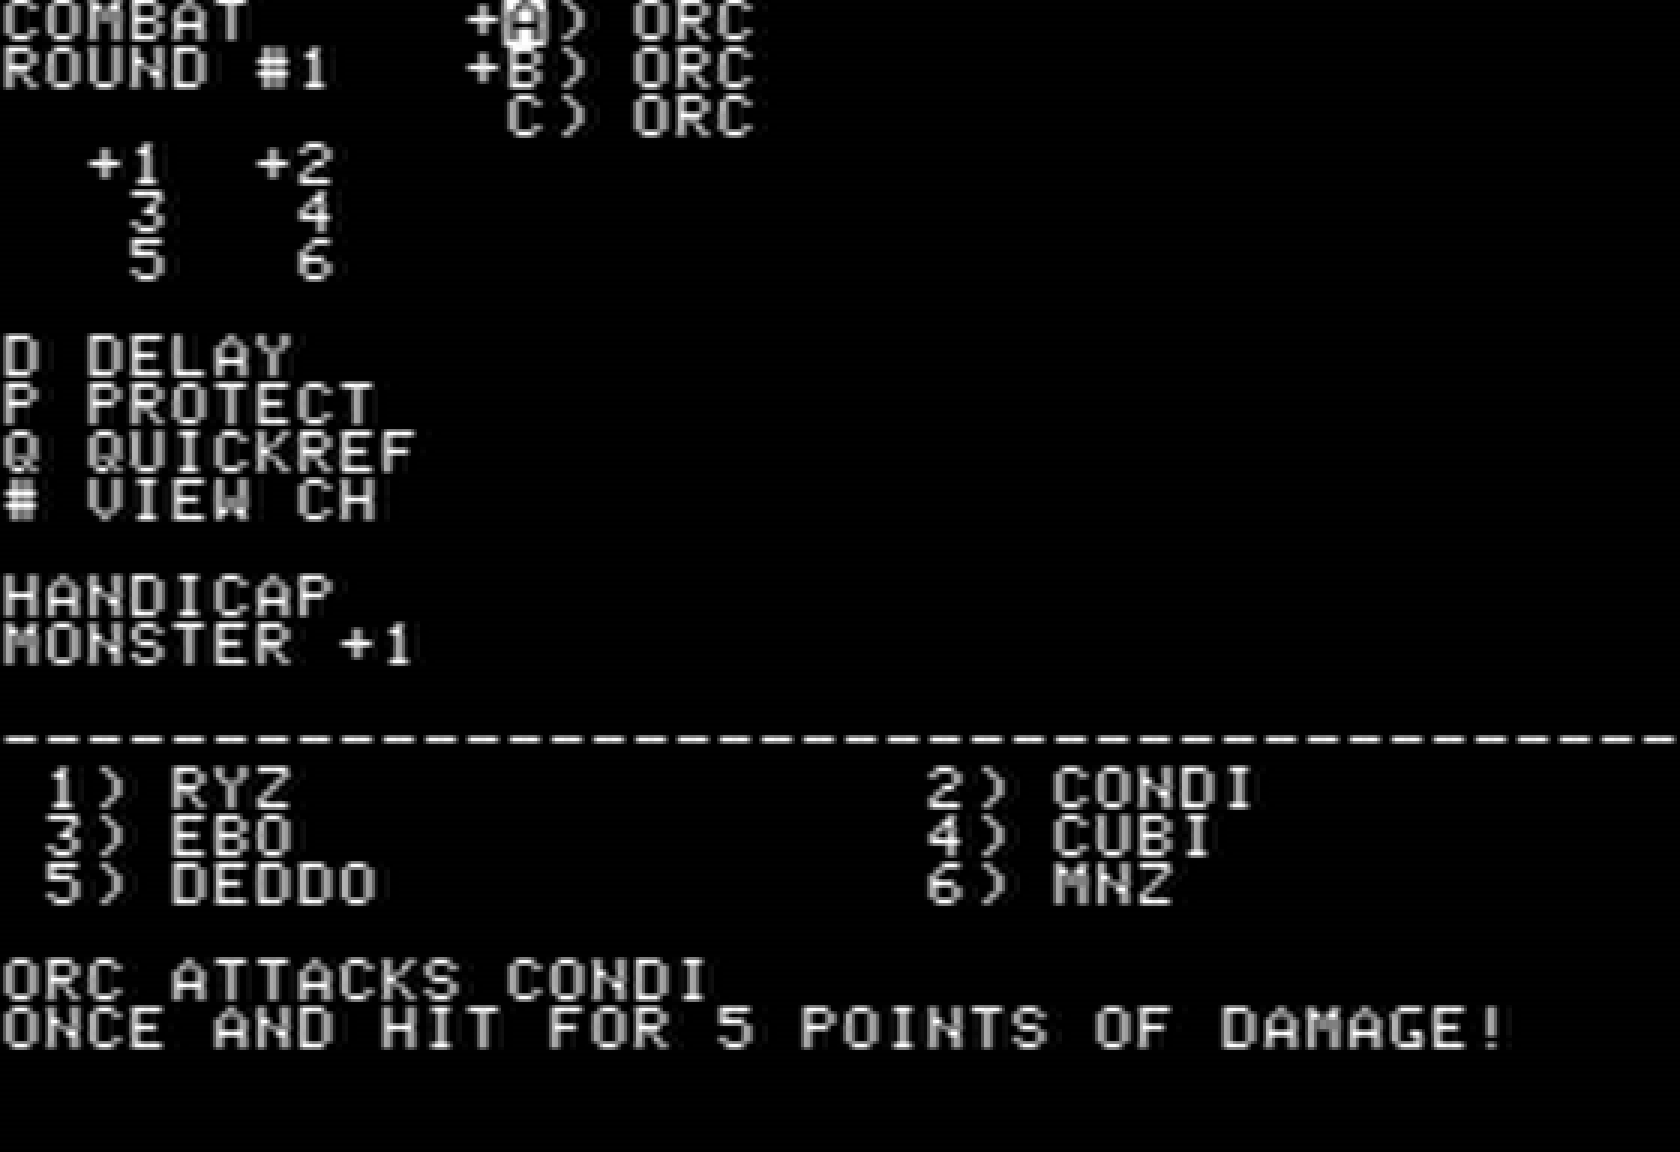 COMBAT +A) ORC
ROUND #1 +B) ORC
C) ORC
+1 +2
3 4
5 6
D DELAY
P PROTECT
Q QUICKREF
# VIEW CH
HANDICAP
MONSTER +1
----------------------------------------
1) RYZ 2) CONDI
3) EBO 4) CUBI
5) DEDDO 6) MNZ
ORC ATTACKS CONDI
ONCE AND HIT FOR 5 POINTS OF DAMAGE!